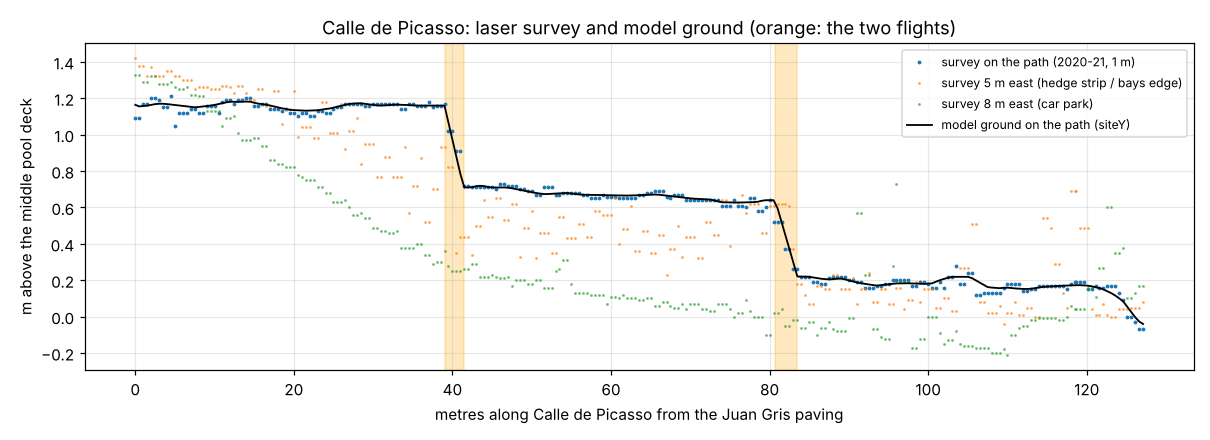 Calle de Picasso: laser survey and model ground (orange: the two flights)
survey on the path (2020-21, 1 m)
survey 5 m east (hedge strip / bays edge)
survey 8 m east (car park)
model ground on the path (siteY)
m above the middle pool deck
1.4
1.2
1.0
0.8
0.6
0.4
0.2
0.0
−0.2
0
20
40
60
80
100
120
metres along Calle de Picasso from the Juan Gris paving